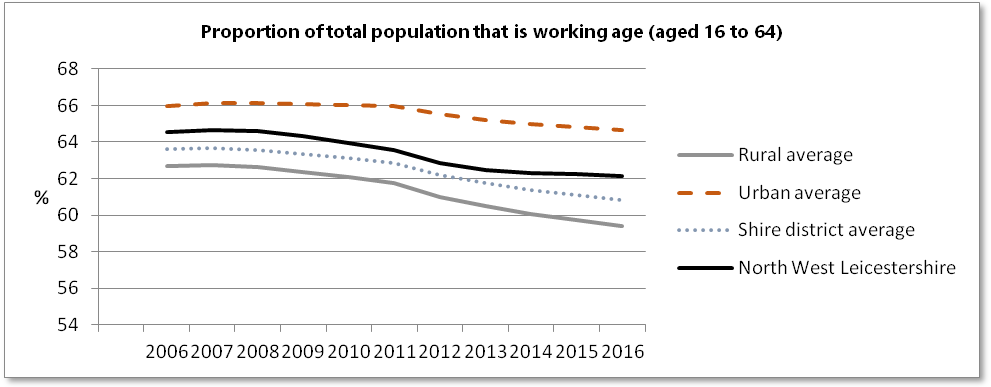 Proportion of total population that is working age (aged 16 to 64)
68
66
64
62
60
58
56
54
%
2006 2007 2008 2009 2010 2011 2012 2013 2014 2015 2016
Rural average
Urban average
Shire district average
North West Leicestershire